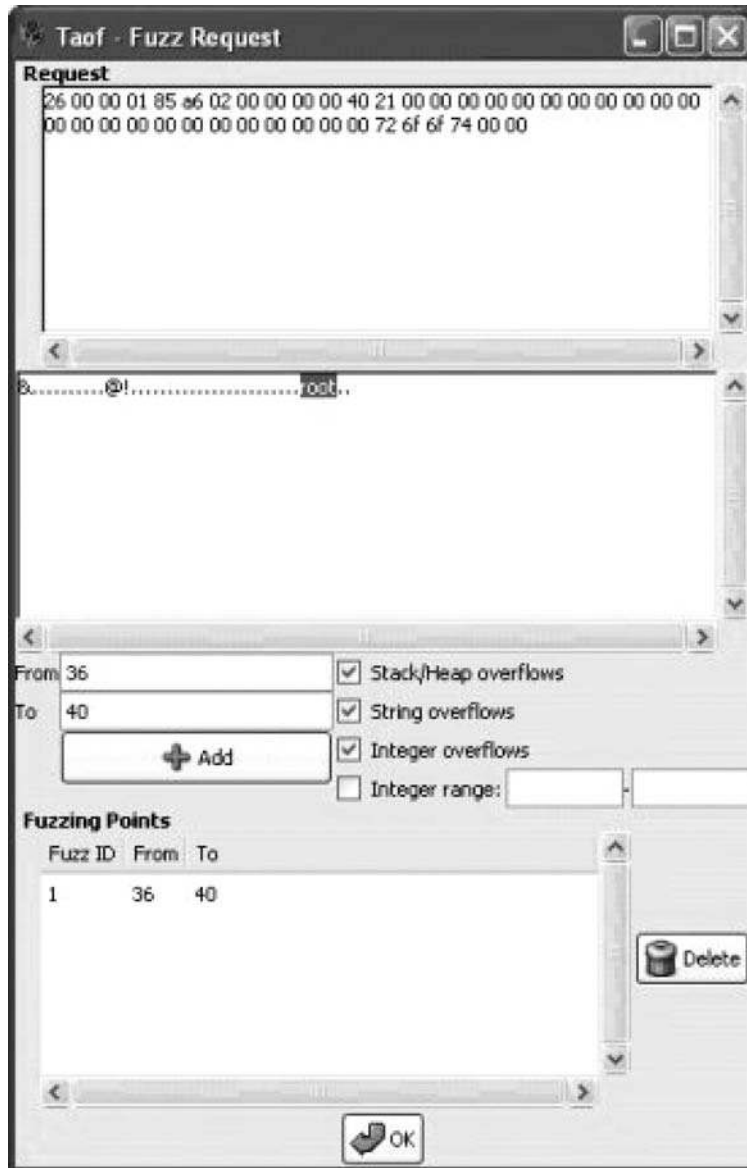 Taof - Fuzz Request
Request
26 00 00 01 85 a6 02 00 00 00 00 40 21 00 00 00 00 00 00 00 00 00 00 00 00
00 00 00 00 00 00 00 00 00 00 00 00 72 6f 6f 74 00 00
&..........@!.......................root..
From 36
To 40
Add
Stack/Heap overflows
String overflows
Integer overflows
Integer range: -
Fuzzing Points
Fuzz ID From To
1 36 40
Delete
OK